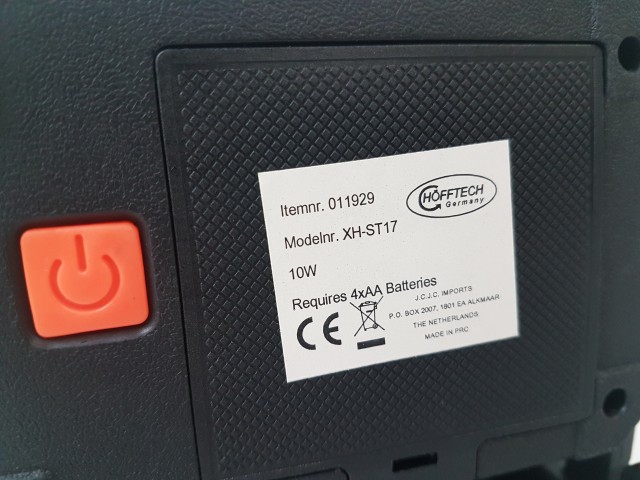 Itemnr. 011929
HÖFFTECH
Germany
Modelnr. XH-ST17
10W
Requires 4xAA Batteries
CE
J.C.J.C. IMPORTS
P.O. BOX 2007, 1801 EA ALKMAAR
THE NETHERLANDS
MADE IN PRC